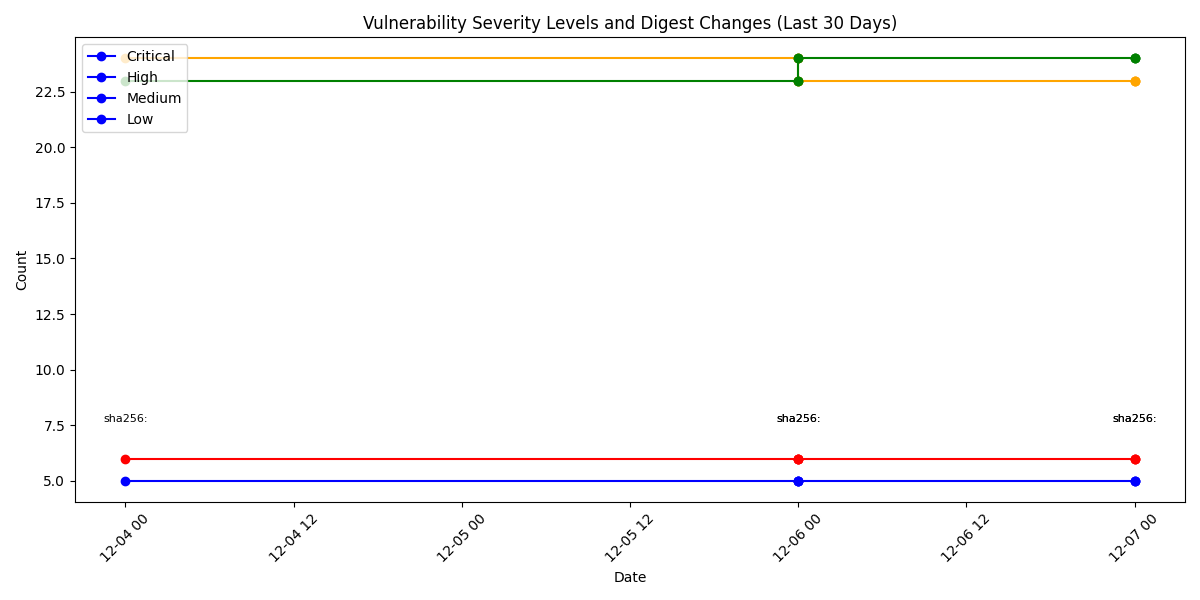 Vulnerability Severity Levels and Digest Changes (Last 30 Days)
Critical
High
Medium
Low
22.5
20.0
17.5
15.0
12.5
10.0
7.5
5.0
Count
sha256:
sha256:
sha256:
12-04 00
12-04 12
12-05 00
12-05 12
12-06 00
12-06 12
12-07 00
Date